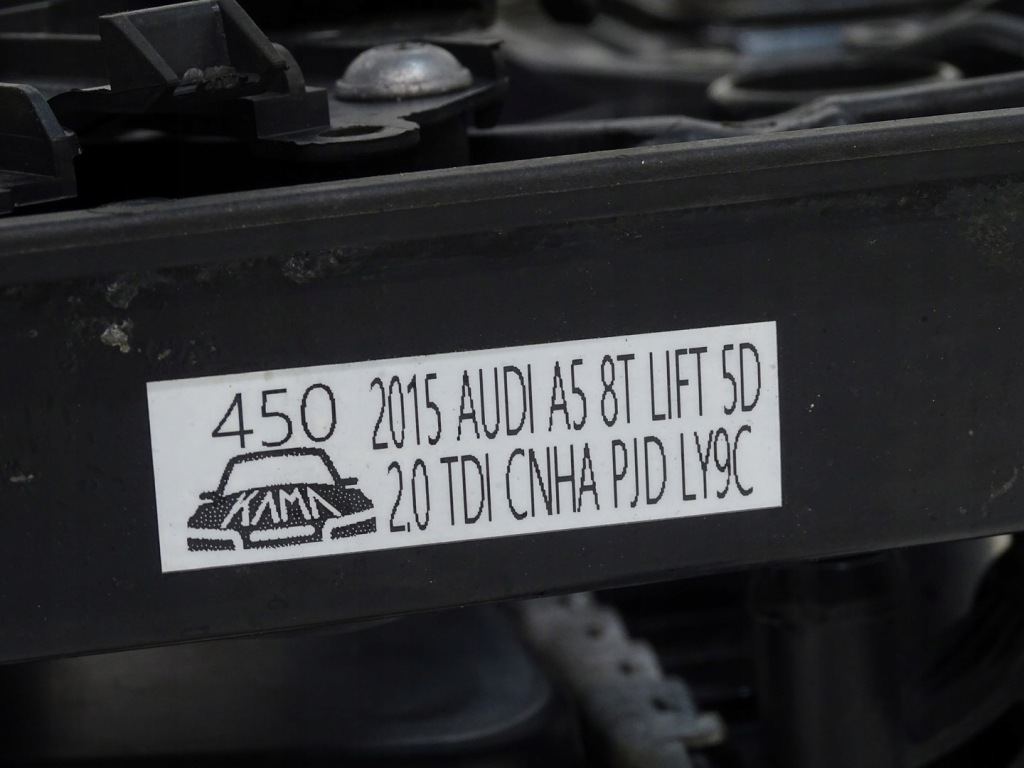 450
KAMA
2015 AUDI A5 8T LIFT 5D
2.0 TDI CNHA PJD LY9C